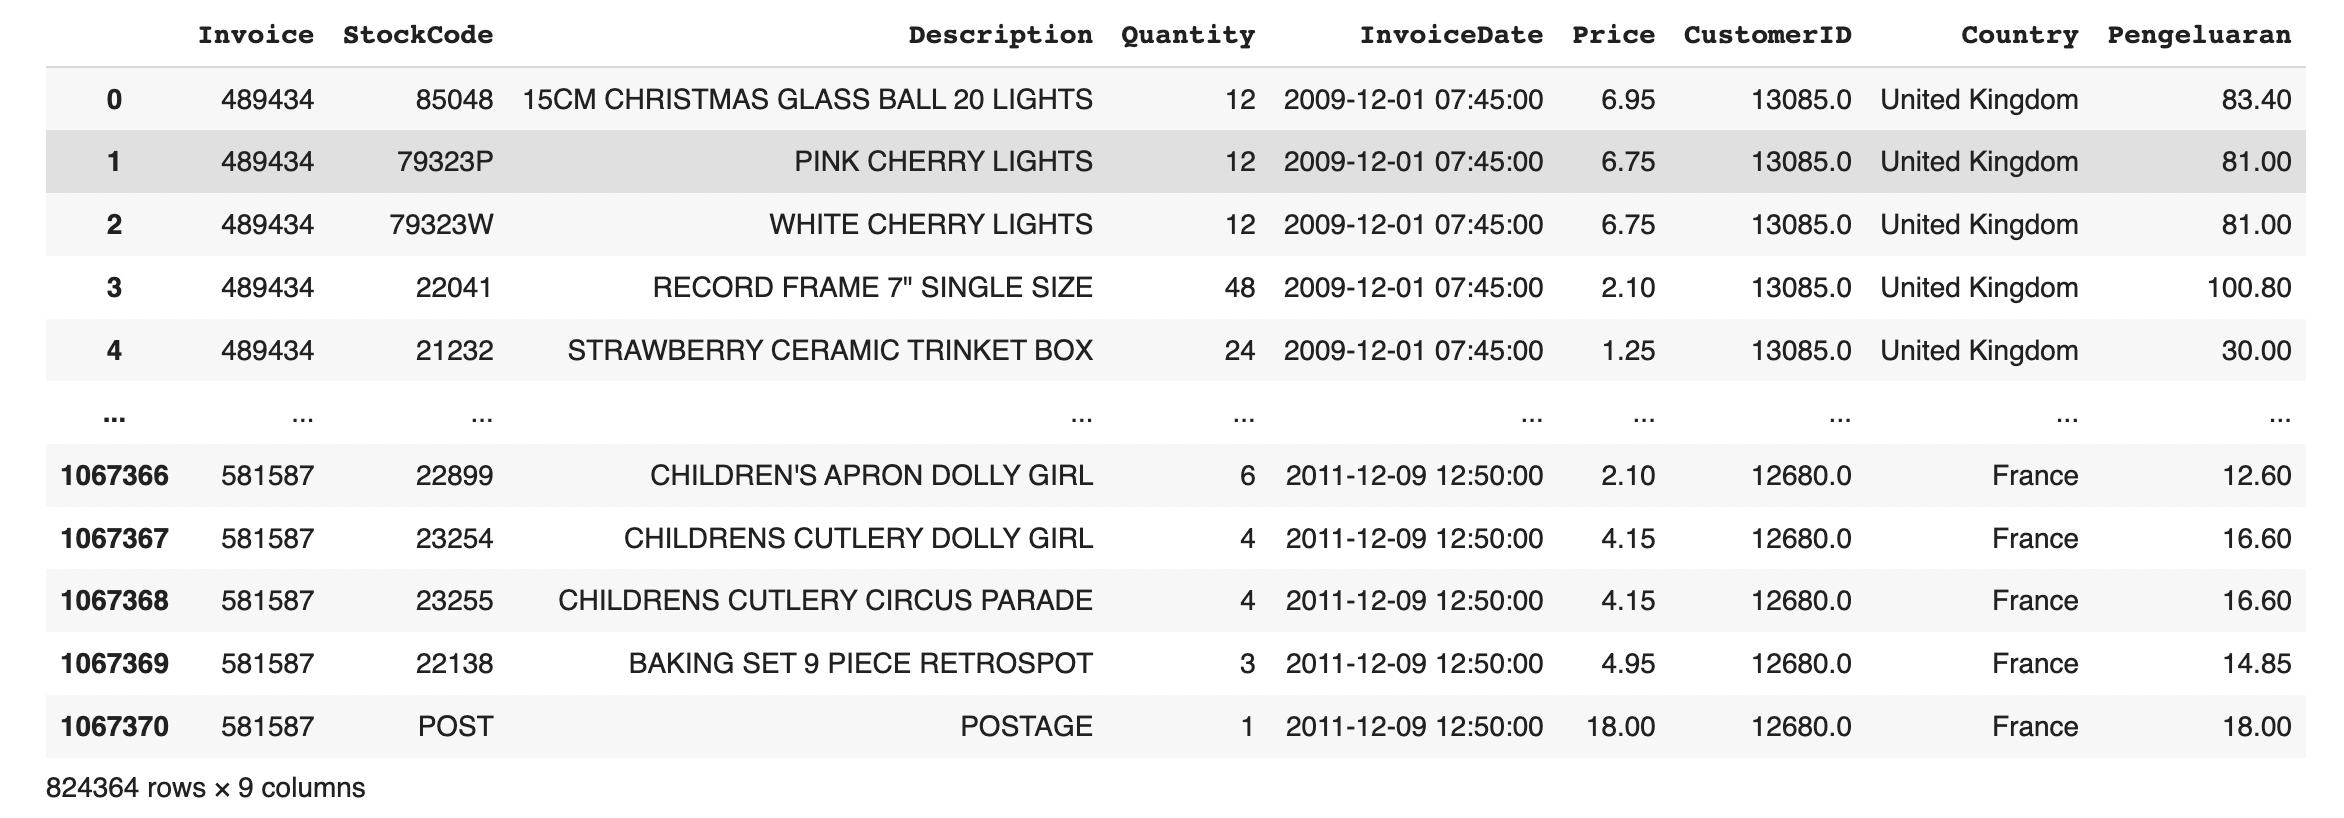 Invoice StockCode Description Quantity InvoiceDate Price CustomerID Country Pengeluaran
0 489434 85048 15CM CHRISTMAS GLASS BALL 20 LIGHTS 12 2009-12-01 07:45:00 6.95 13085.0 United Kingdom 83.40
1 489434 79323P PINK CHERRY LIGHTS 12 2009-12-01 07:45:00 6.75 13085.0 United Kingdom 81.00
2 489434 79323W WHITE CHERRY LIGHTS 12 2009-12-01 07:45:00 6.75 13085.0 United Kingdom 81.00
3 489434 22041 RECORD FRAME 7" SINGLE SIZE 48 2009-12-01 07:45:00 2.10 13085.0 United Kingdom 100.80
4 489434 21232 STRAWBERRY CERAMIC TRINKET BOX 24 2009-12-01 07:45:00 1.25 13085.0 United Kingdom 30.00
... ... ... ... ... ... ... ... ... ...
1067366 581587 22899 CHILDREN'S APRON DOLLY GIRL 6 2011-12-09 12:50:00 2.10 12680.0 France 12.60
1067367 581587 23254 CHILDRENS CUTLERY DOLLY GIRL 4 2011-12-09 12:50:00 4.15 12680.0 France 16.60
1067368 581587 23255 CHILDRENS CUTLERY CIRCUS PARADE 4 2011-12-09 12:50:00 4.15 12680.0 France 16.60
1067369 581587 22138 BAKING SET 9 PIECE RETROSPOT 3 2011-12-09 12:50:00 4.95 12680.0 France 14.85
1067370 581587 POST POSTAGE 1 2011-12-09 12:50:00 18.00 12680.0 France 18.00
824364 rows × 9 columns